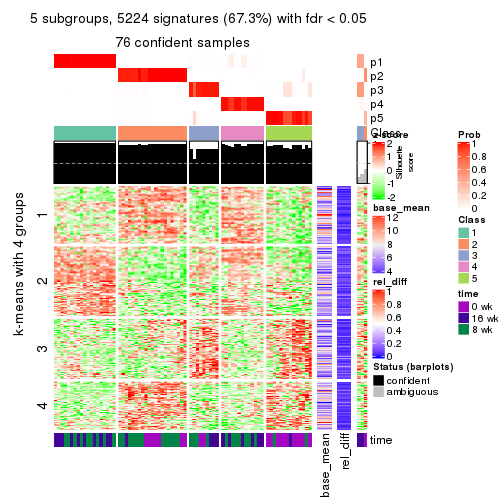 5 subgroups, 5224 signatures (67.3%) with fdr < 0.05
76 confident samples
p1
p2
p3
p4
p5
Class
Silhouette
score
1
2
3
4
k-means with 4 groups
time
base_mean
rel_diff
z-score
2
1
0
-1
-2
base_mean
12
10
8
6
4
rel_diff
1
0.8
0.6
0.4
0.2
0
Status (barplots)
confident
ambiguous
Prob
1
0.8
0.6
0.4
0.2
0
Class
1
2
3
4
5
time
0 wk
16 wk
8 wk